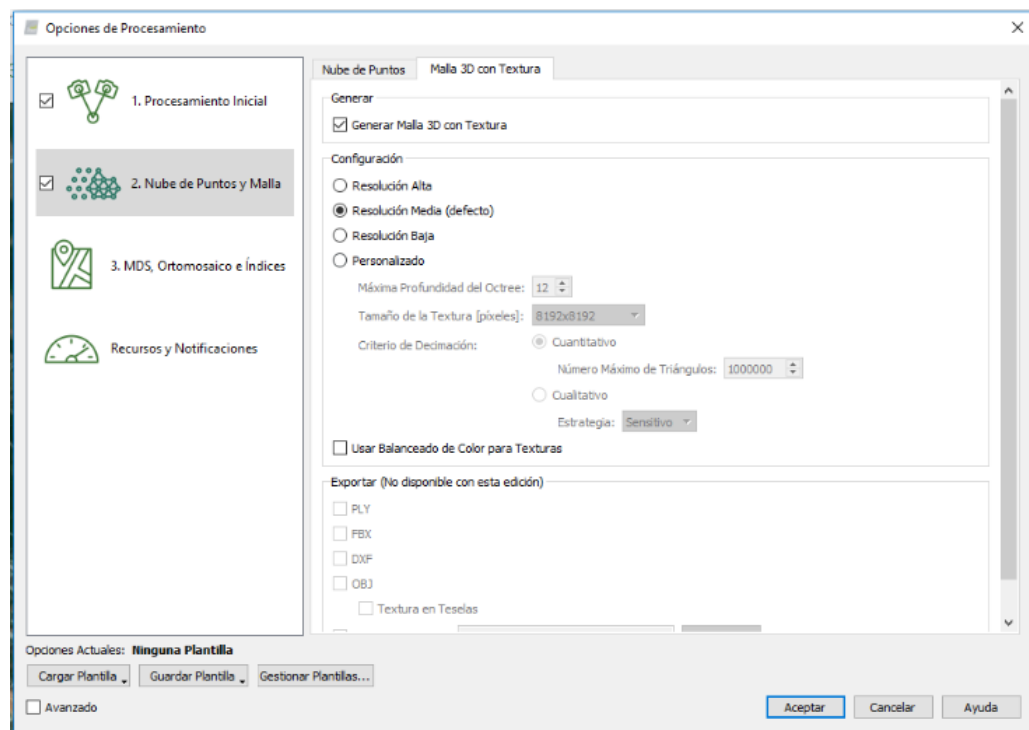 Opciones de Procesamiento
1. Procesamiento Inicial
2. Nube de Puntos y Malla
3. MDS, Ortomosaico e Índices
Recursos y Notificaciones
Nube de Puntos Malla 3D con Textura
Generar
Generar Malla 3D con Textura
Configuración
Resolución Alta
Resolución Media (defecto)
Resolución Baja
Personalizado
Máxima Profundidad del Octree: 12
Tamaño de la Textura [píxeles]: 8192x8192
Criterio de Decimación: Cuantitativo
Número Máximo de Triángulos: 1000000
Cualitativo
Estrategia: Sensitivo
Usar Balanceado de Color para Texturas
Exportar (No disponible con esta edición)
PLY
FBX
DXF
OBJ
Textura en Teselas
Opciones Actuales: Ninguna Plantilla
Cargar Plantilla Guardar Plantilla Gestionar Plantillas...
Avanzado Aceptar Cancelar Ayuda